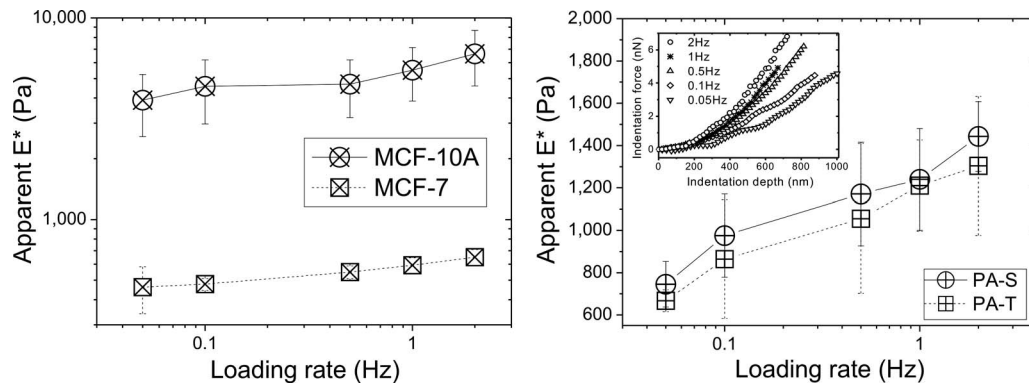 10,000
1,000
Apparent E* (Pa)
MCF-10A
MCF-7
0.1
1
Loading rate (Hz)
2,000
1,800
1,600
1,400
1,200
1,000
800
600
Apparent E* (Pa)
6
4
2
0
Indentation force (nN)
2Hz
1Hz
0.5Hz
0.1Hz
0.05Hz
0 200 400 600 800 1000
Indentation depth (nm)
PA-S
PA-T
0.1
1
Loading rate (Hz)